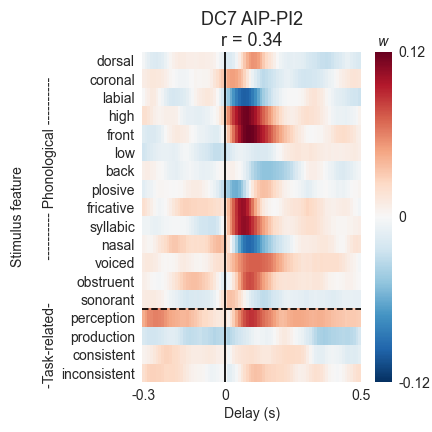 DC7 AIP-PI2
r = 0.34
w
0.12
0
-0.12
Stimulus feature
---------- Phonological ----------
-Task-related-
dorsal
coronal
labial
high
front
low
back
plosive
fricative
syllabic
nasal
voiced
obstruent
sonorant
perception
production
consistent
inconsistent
-0.3 0 0.5
Delay (s)